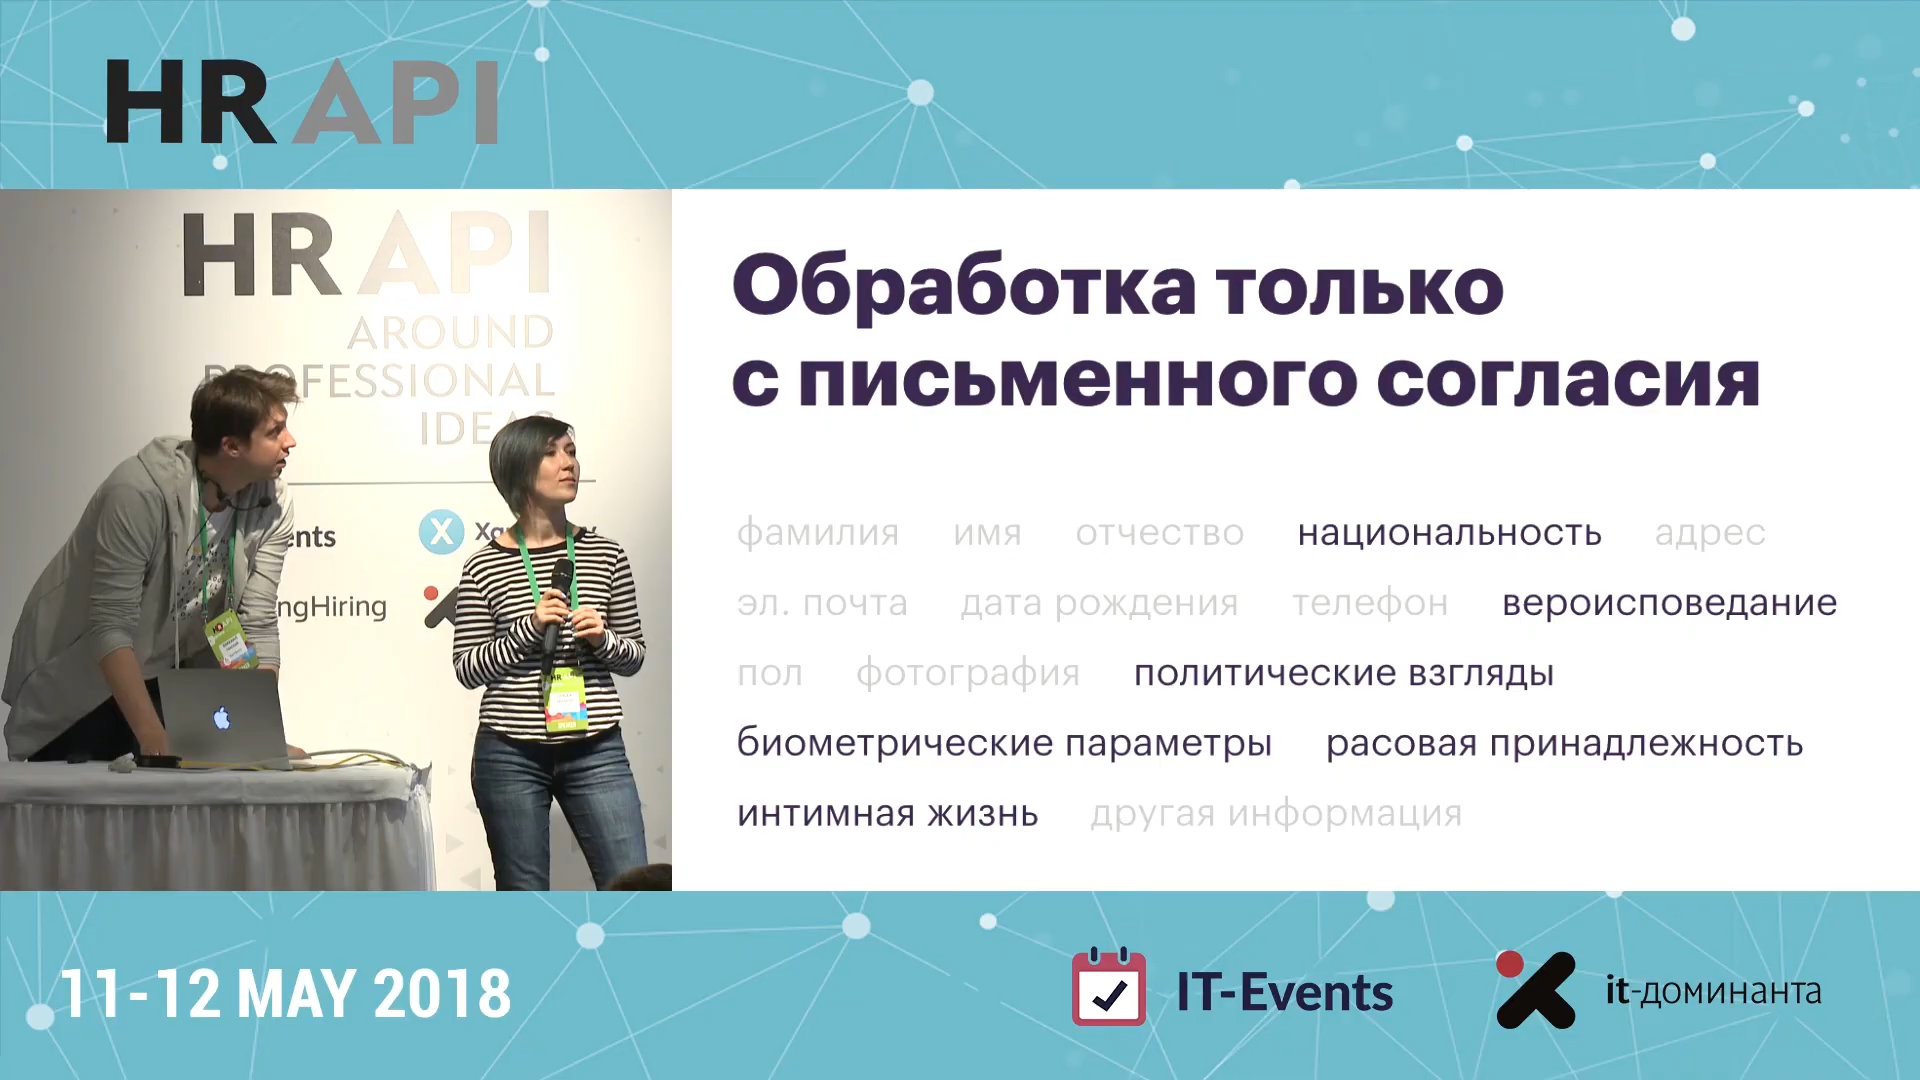 HR API
HR API
AROUND
PROFESSIONAL
IDEAS
ents
ngHiring
Обработка только
с письменного согласия
фамилия имя отчество национальность адрес
эл. почта дата рождения телефон вероисповедание
пол фотография политические взгляды
биометрические параметры расовая принадлежность
интимная жизнь другая информация
11-12 MAY 2018
IT-Events
it-доминанта